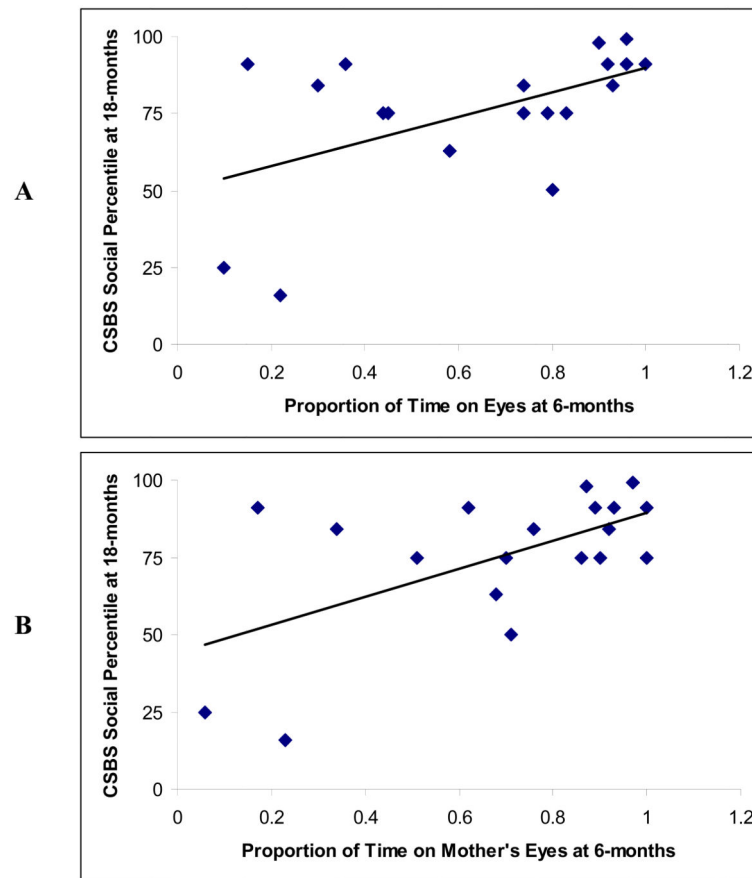 A
CSBS Social Percentile at 18-months
100
75
50
25
0
0 0.2 0.4 0.6 0.8 1 1.2
Proportion of Time on Eyes at 6-months
B
CSBS Social Percentile at 18-months
100
75
50
25
0
0 0.2 0.4 0.6 0.8 1 1.2
Proportion of Time on Mother's Eyes at 6-months